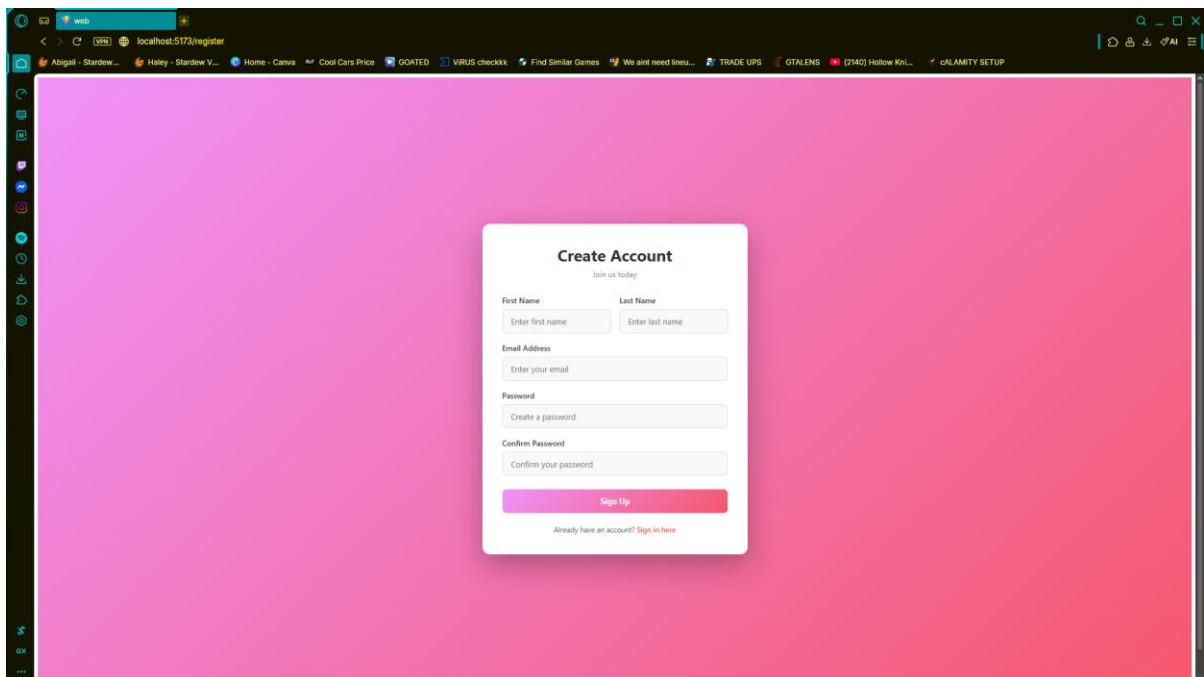 web
VPN localhost:5173/register
AI
Abigail - Stardew... Haley - Stardew V... Home - Canva Cool Cars Price GOATED ViRUS checkkk Find Similar Games We aint need lineu... TRADE UPS GTALENS (2140) Hollow Kni... cALAMITY SETUP
Create Account
Join us today
First Name Last Name
Enter first name Enter last name
Email Address
Enter your email
Password
Create a password
Confirm Password
Confirm your password
Sign Up
Already have an account? Sign in here
GX